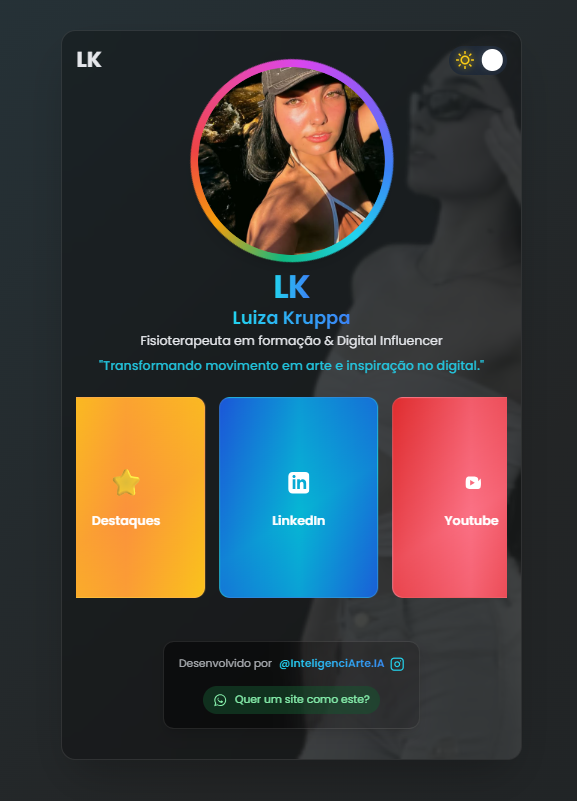 LK
LK
Luiza Kruppa
Fisioterapeuta em formação & Digital Influencer
"Transformando movimento em arte e inspiração no digital."
Destaques
LinkedIn
Youtube
Desenvolvido por @InteligenciArte.IA
Quer um site como este?